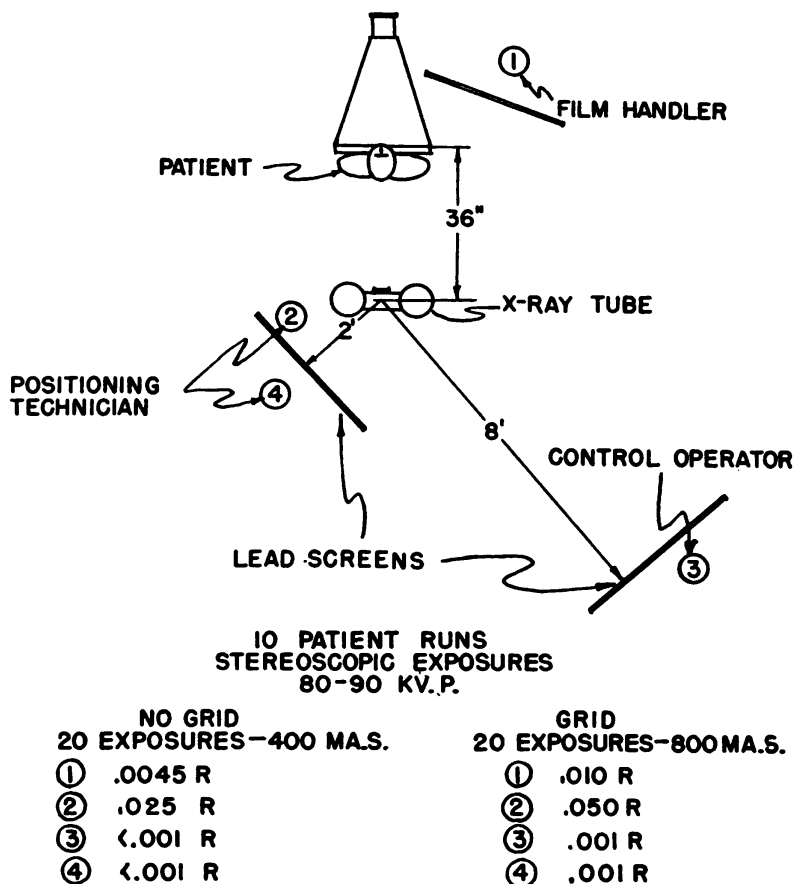 ①
FILM HANDLER
PATIENT
36"
X-RAY TUBE
②
2'
POSITIONING
TECHNICIAN
④
8'
CONTROL OPERATOR
LEAD SCREENS
③
10 PATIENT RUNS
STEREOSCOPIC EXPOSURES
80-90 KV.P.
NO GRID
20 EXPOSURES-400 MA.S.
① .0045 R
② .025 R
③ <.001 R
④ <.001 R
GRID
20 EXPOSURES-800 MA.S.
① .010 R
② .050 R
③ .001 R
④ .001 R